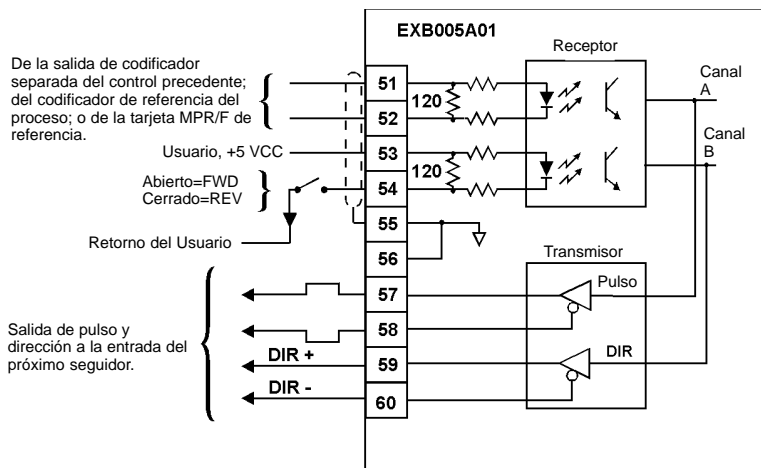 EXB005A01
Receptor
De la salida de codificador
separada del control precedente;
del codificador de referencia del
proceso; o de la tarjeta MPR/F de
referencia.
51
120
52
Canal
A
Usuario, +5 VCC
53
Canal
B
Abierto=FWD
Cerrado=REV
120
54
55
Retorno del Usuario
56
Transmisor
57
Pulso
58
Salida de pulso y
dirección a la entrada del
próximo seguidor.
DIR +
59
DIR
DIR -
60